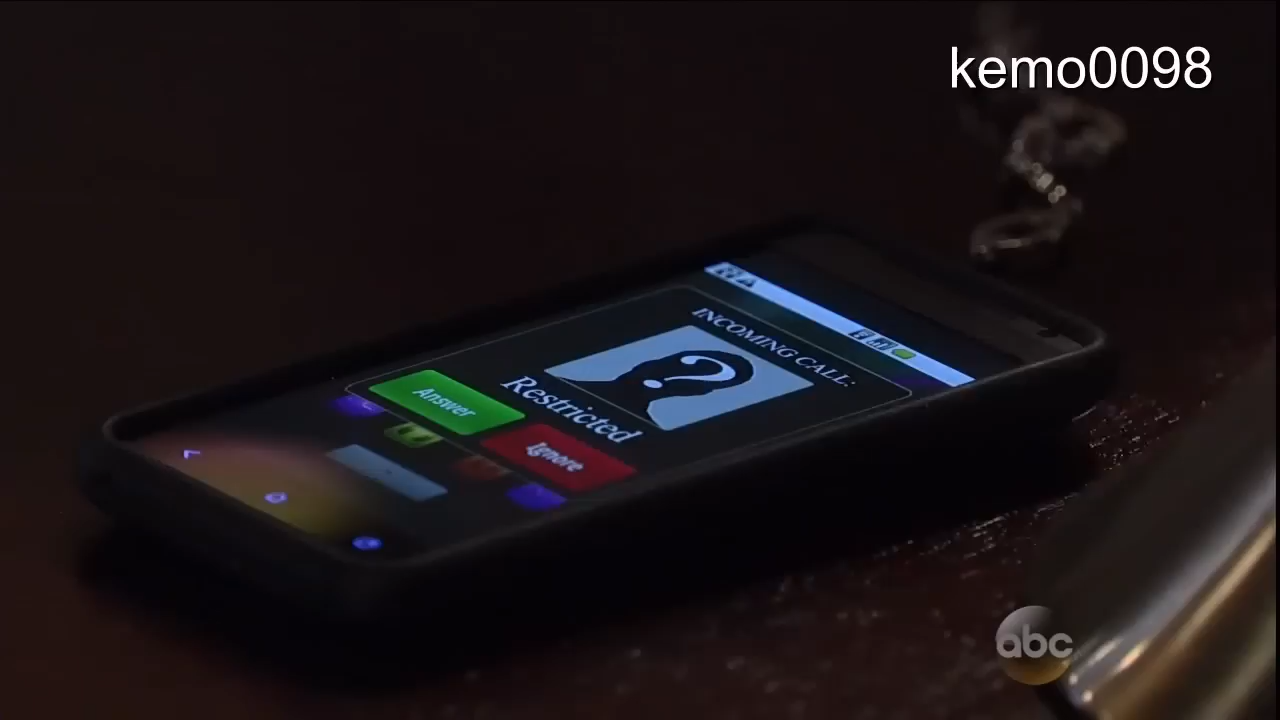 kemo0098
INCOMING CALL:
?
Restricted
Answer
Ignore
abc